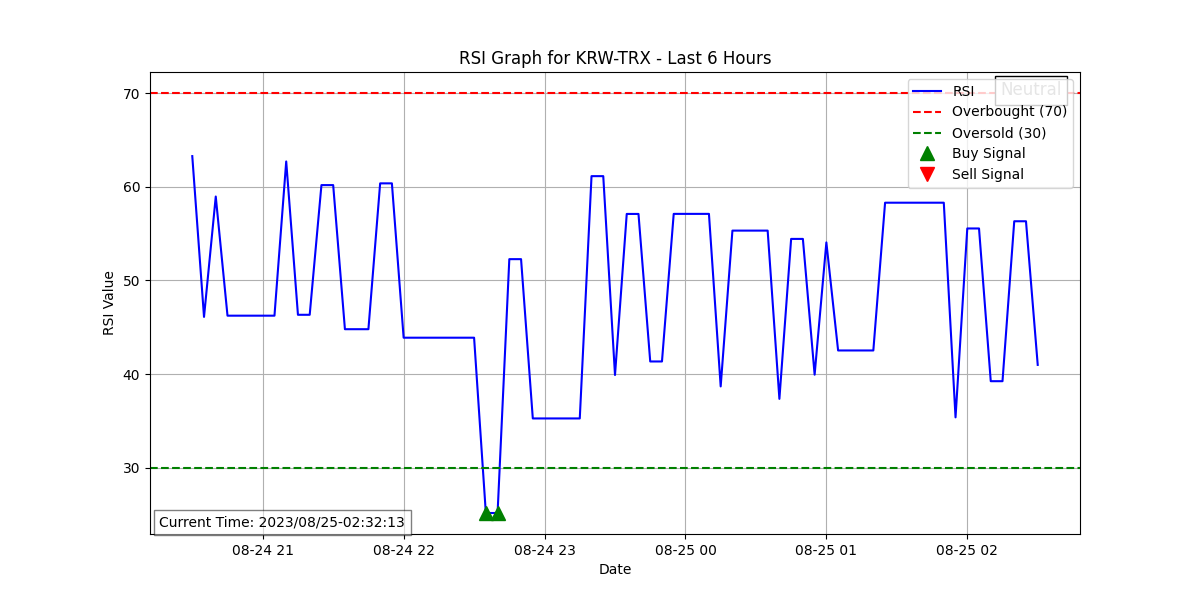 RSI Graph for KRW-TRX - Last 6 Hours
Neutral
RSI
Overbought (70)
Oversold (30)
Buy Signal
Sell Signal
70
60
50
40
30
RSI Value
Current Time: 2023/08/25-02:32:13
08-24 21 08-24 22 08-24 23 08-25 00 08-25 01 08-25 02
Date